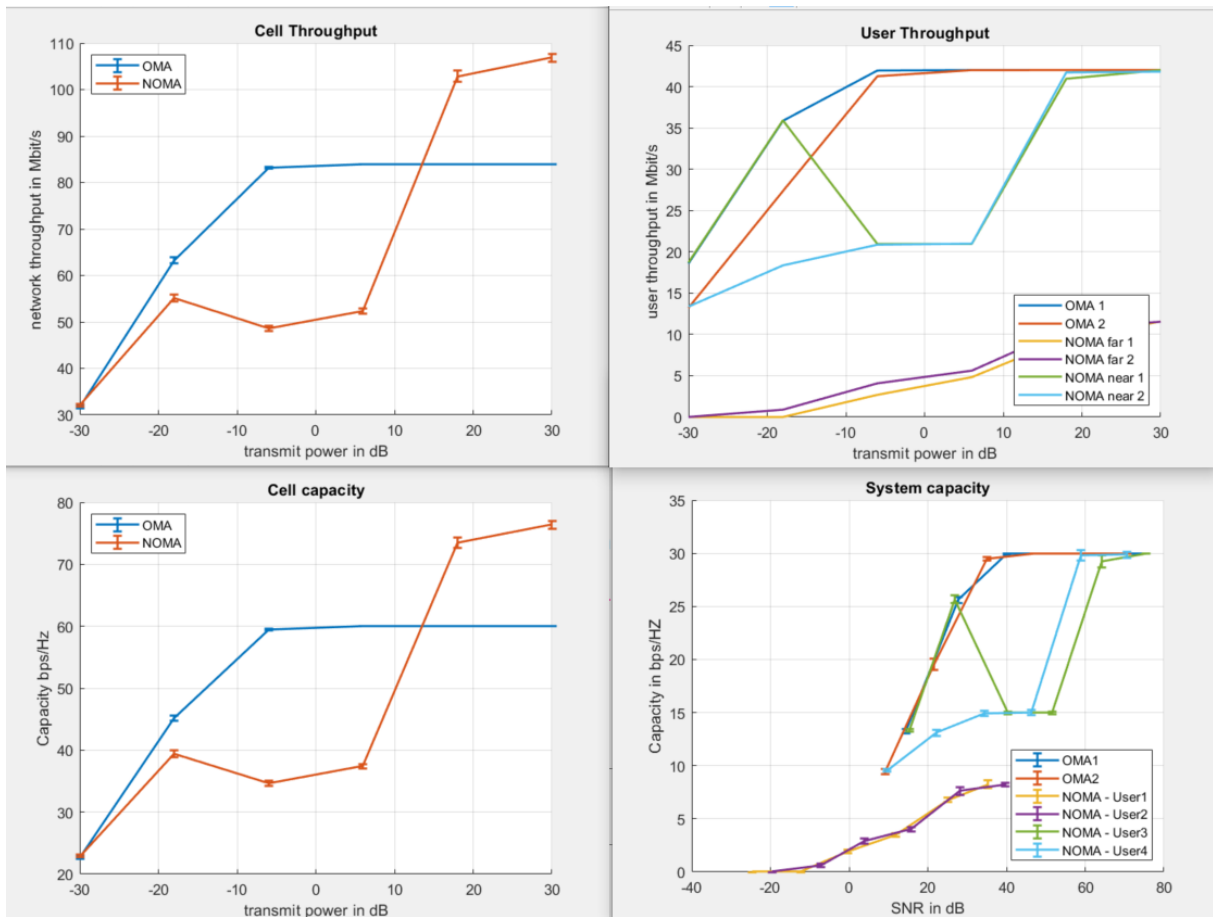 Cell Throughput
OMA
NOMA
network throughput in Mbit/s
110
100
90
80
70
60
50
40
30
-30
-20
-10
0
10
20
30
transmit power in dB
User Throughput
user throughput in Mbit/s
45
40
35
30
25
20
15
10
5
0
OMA 1
OMA 2
NOMA far 1
NOMA far 2
NOMA near 1
NOMA near 2
-30
-20
-10
0
10
20
30
transmit power in dB
Cell capacity
OMA
NOMA
Capacity bps/Hz
80
70
60
50
40
30
20
-30
-20
-10
0
10
20
30
transmit power in dB
System capacity
Capacity in bps/HZ
35
30
25
20
15
10
5
0
OMA1
OMA2
NOMA - User1
NOMA - User2
NOMA - User3
NOMA - User4
-40
-20
0
20
40
60
80
SNR in dB